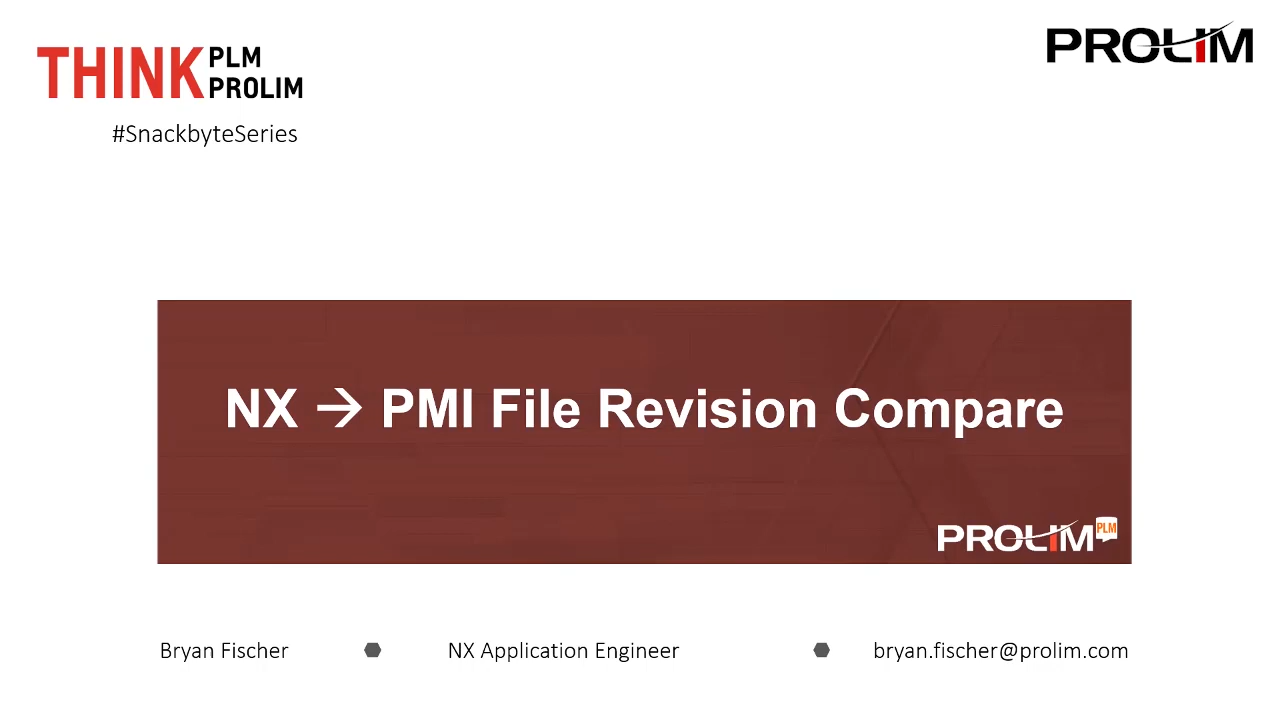 THINK PLM PROLIM
PROLIM
#SnackbyteSeries
NX → PMI File Revision Compare
PROLIM PLM
Bryan Fischer
NX Application Engineer
bryan.fischer@prolim.com